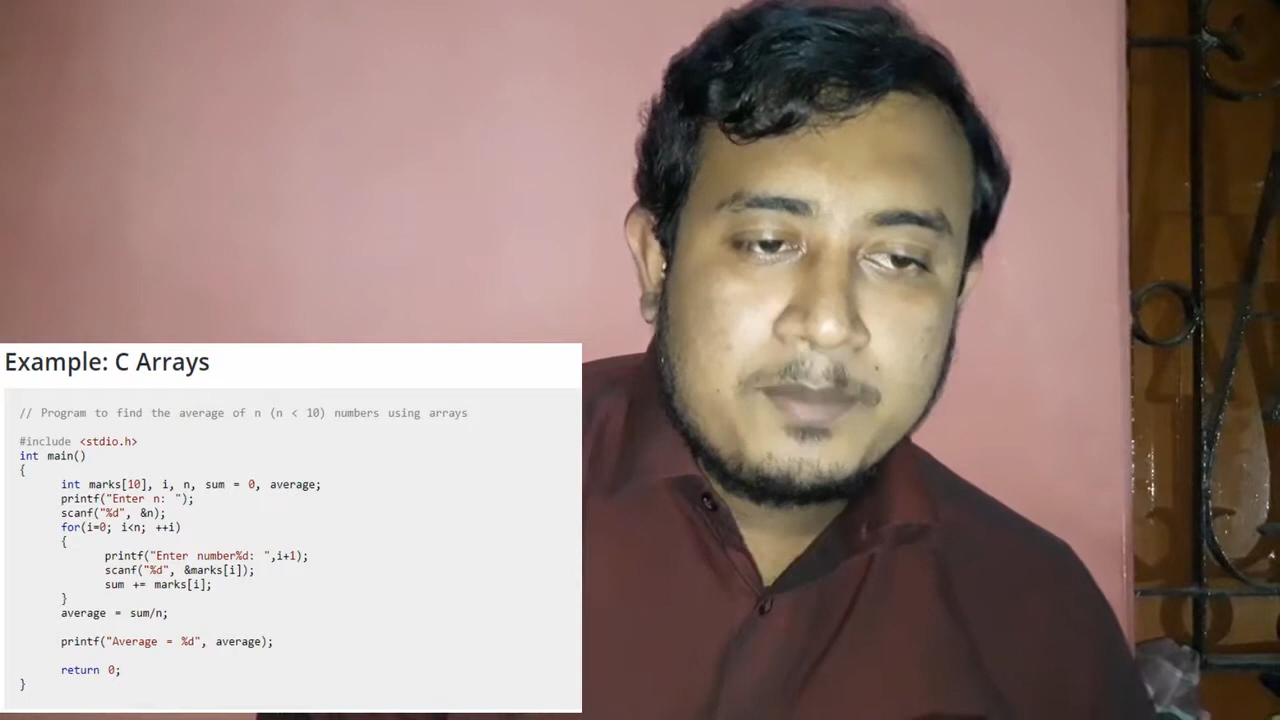 Example: C Arrays
// Program to find the average of n (n < 10) numbers using arrays
#include <stdio.h>
int main()
{
int marks[10], i, n, sum = 0, average;
printf("Enter n: ");
scanf("%d", &n);
for(i=0; i<n; ++i)
{
printf("Enter number%d: ",i+1);
scanf("%d", &marks[i]);
sum += marks[i];
}
average = sum/n;
printf("Average = %d", average);
return 0;
}